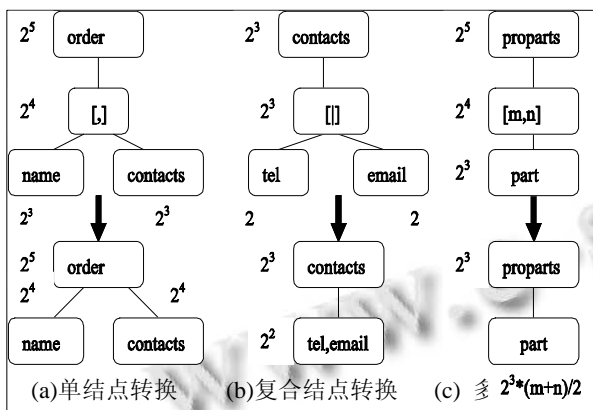 2^5 order 2^3 contacts 2^5 proparts
2^4 [,] 2^3 [|] 2^4 [m,n]
name contacts tel email 2^3 part
2^3 2^3 2 2
2^5 order 2^3 contacts 2^3 proparts
2^4 2^4
name contacts 2^2 tel,email part
(a)单结点转换 (b)复合结点转换 (c) 多 2^3*(m+n)/2